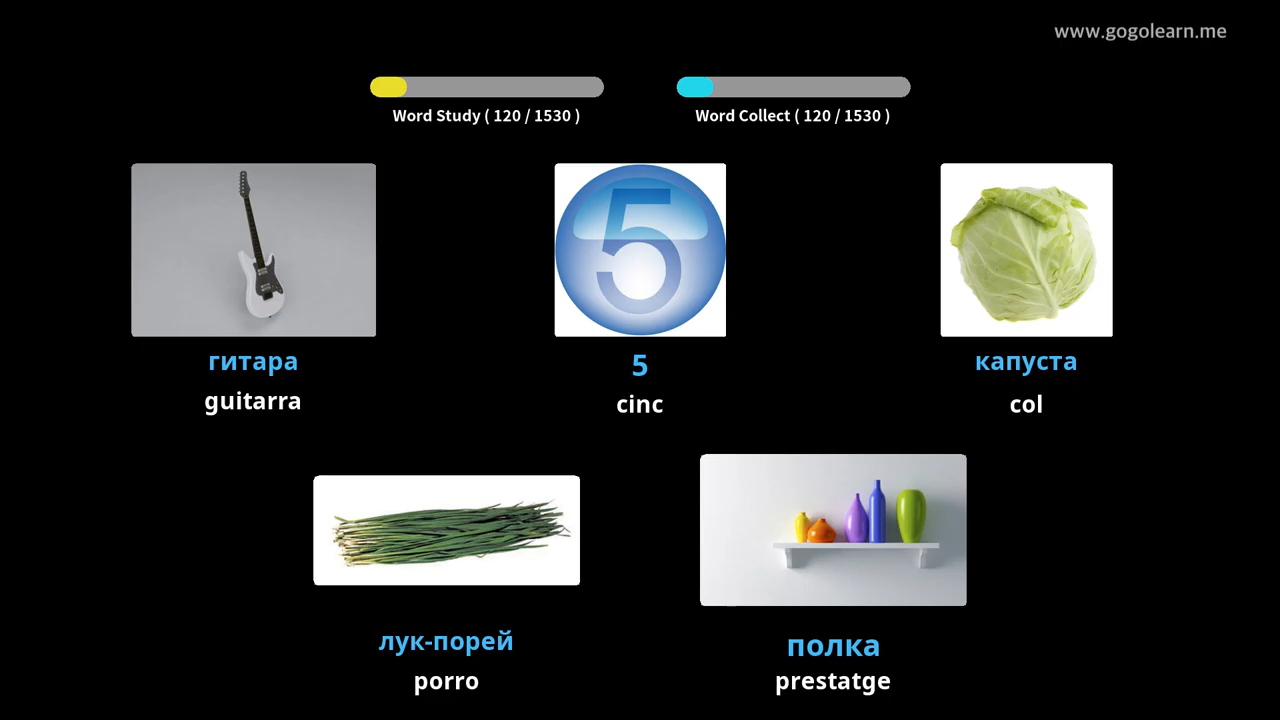 www.gogolearn.me
Word Study ( 120 / 1530 )
Word Collect ( 120 / 1530 )
5
гитара
5
капуста
guitarra
cinc
col
лук-порей
полка
porro
prestatge